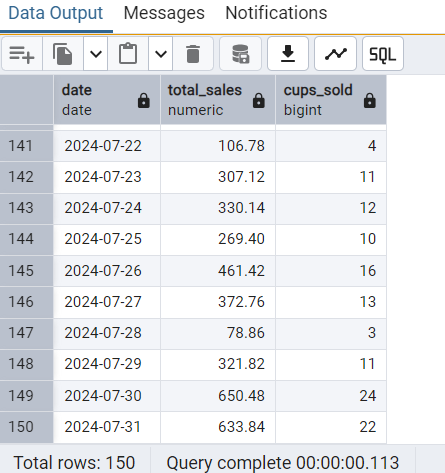 Data Output Messages Notifications
SQL
date total_sales cups_sold
date numeric bigint
141 2024-07-22 106.78 4
142 2024-07-23 307.12 11
143 2024-07-24 330.14 12
144 2024-07-25 269.40 10
145 2024-07-26 461.42 16
146 2024-07-27 372.76 13
147 2024-07-28 78.86 3
148 2024-07-29 321.82 11
149 2024-07-30 650.48 24
150 2024-07-31 633.84 22
Total rows: 150 Query complete 00:00:00.113